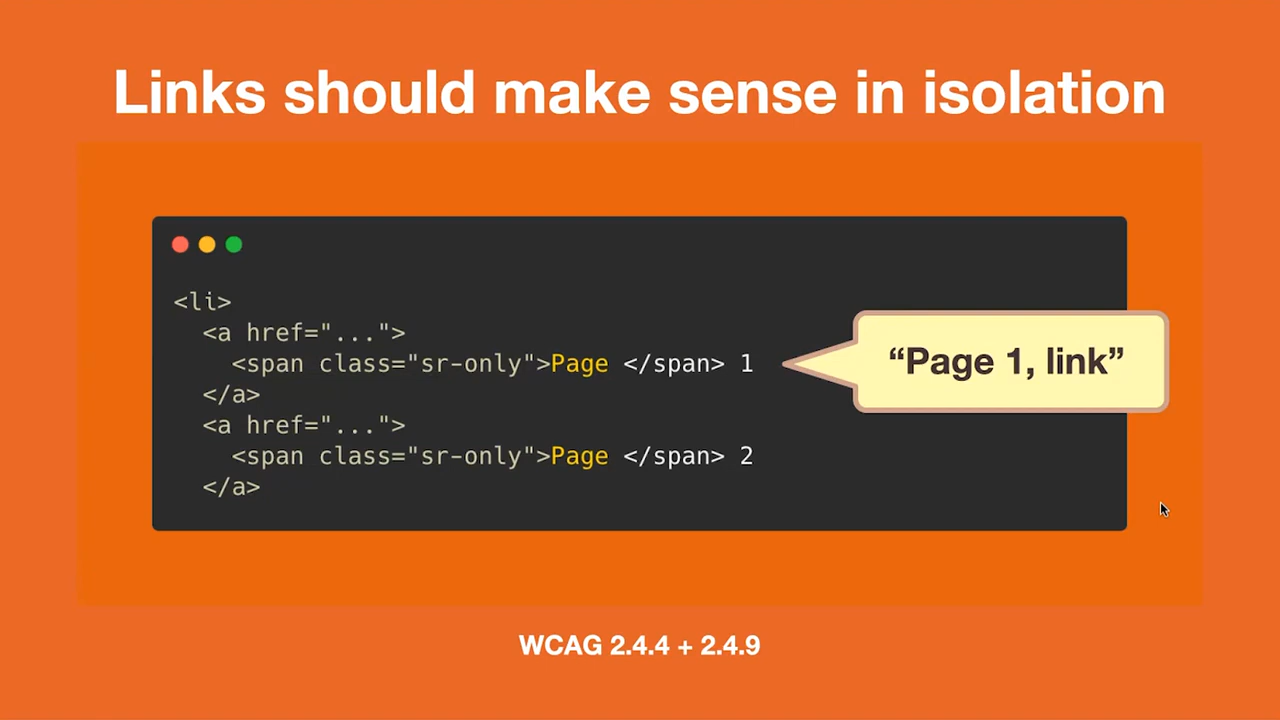 Links should make sense in isolation
<li>
  <a href="...">
    <span class="sr-only">Page </span> 1
  </a>
  <a href="...">
    <span class="sr-only">Page </span> 2
  </a>
“Page 1, link”
WCAG 2.4.4 + 2.4.9